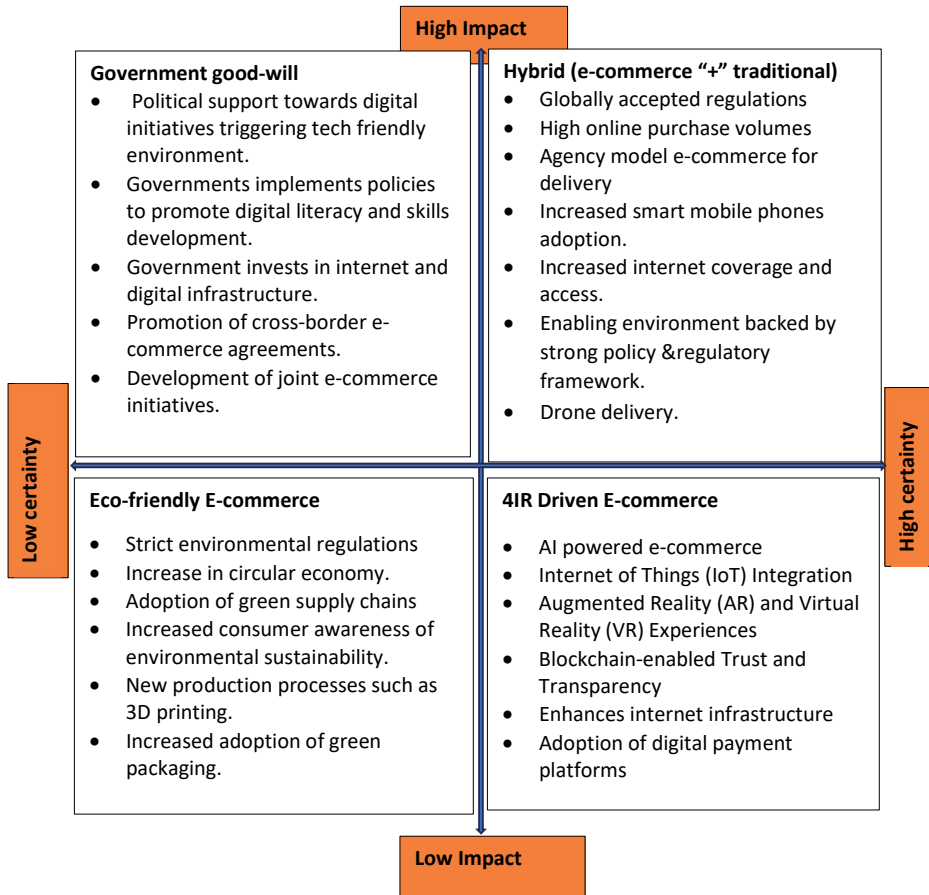 High Impact
Government good-will
• Political support towards digital
initiatives triggering tech friendly
environment.
• Governments implements policies
to promote digital literacy and skills
development.
• Government invests in internet and
digital infrastructure.
• Promotion of cross-border e-
commerce agreements.
• Development of joint e-commerce
initiatives.
Hybrid (e-commerce “+” traditional)
• Globally accepted regulations
• High online purchase volumes
• Agency model e-commerce for
delivery
• Increased smart mobile phones
adoption.
• Increased internet coverage and
access.
• Enabling environment backed by
strong policy &regulatory
framework.
• Drone delivery.
Low certainty
High certainty
Eco-friendly E-commerce
• Strict environmental regulations
• Increase in circular economy.
• Adoption of green supply chains
• Increased consumer awareness of
environmental sustainability.
• New production processes such as
3D printing.
• Increased adoption of green
packaging.
4IR Driven E-commerce
• AI powered e-commerce
• Internet of Things (IoT) Integration
• Augmented Reality (AR) and Virtual
Reality (VR) Experiences
• Blockchain-enabled Trust and
Transparency
• Enhances internet infrastructure
• Adoption of digital payment
platforms
Low Impact